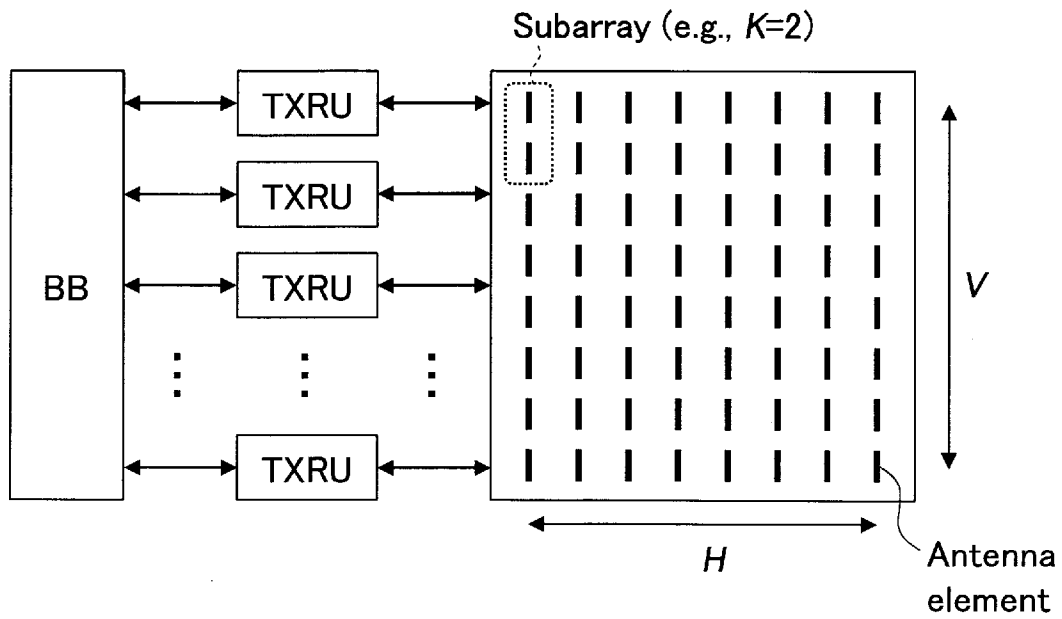 Subarray (e.g., K=2)
BB
TXRU
TXRU
TXRU
TXRU
V
H
Antenna
element